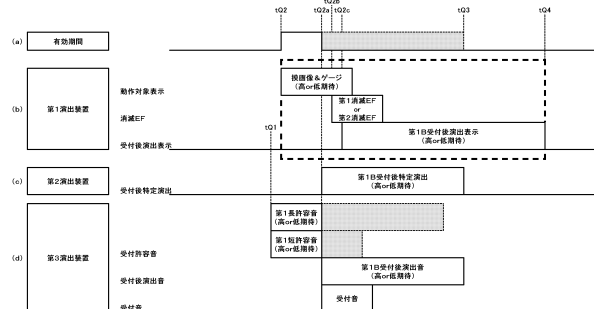 tQ2b
tQ2 tQ2a tQ2c tQ3 tQ4
(a) 有効期間
操画像&ゲージ
(高or低期待)
(b) 第1演出装置 動作対象表示
第1消滅EF
or
第2消滅EF
消滅EF
第1B受付後演出表示
(高or低期待)
tQ1
受付後演出表示
(c) 第2演出装置
第1B受付後特定演出
(高or低期待)
受付後特定演出
第1長許容音
(高or低期待)
第1短許容音
(高or低期待)
(d) 第3演出装置 受付許容音
第1B受付後演出音
(高or低期待)
受付後演出音
受付音
受付音